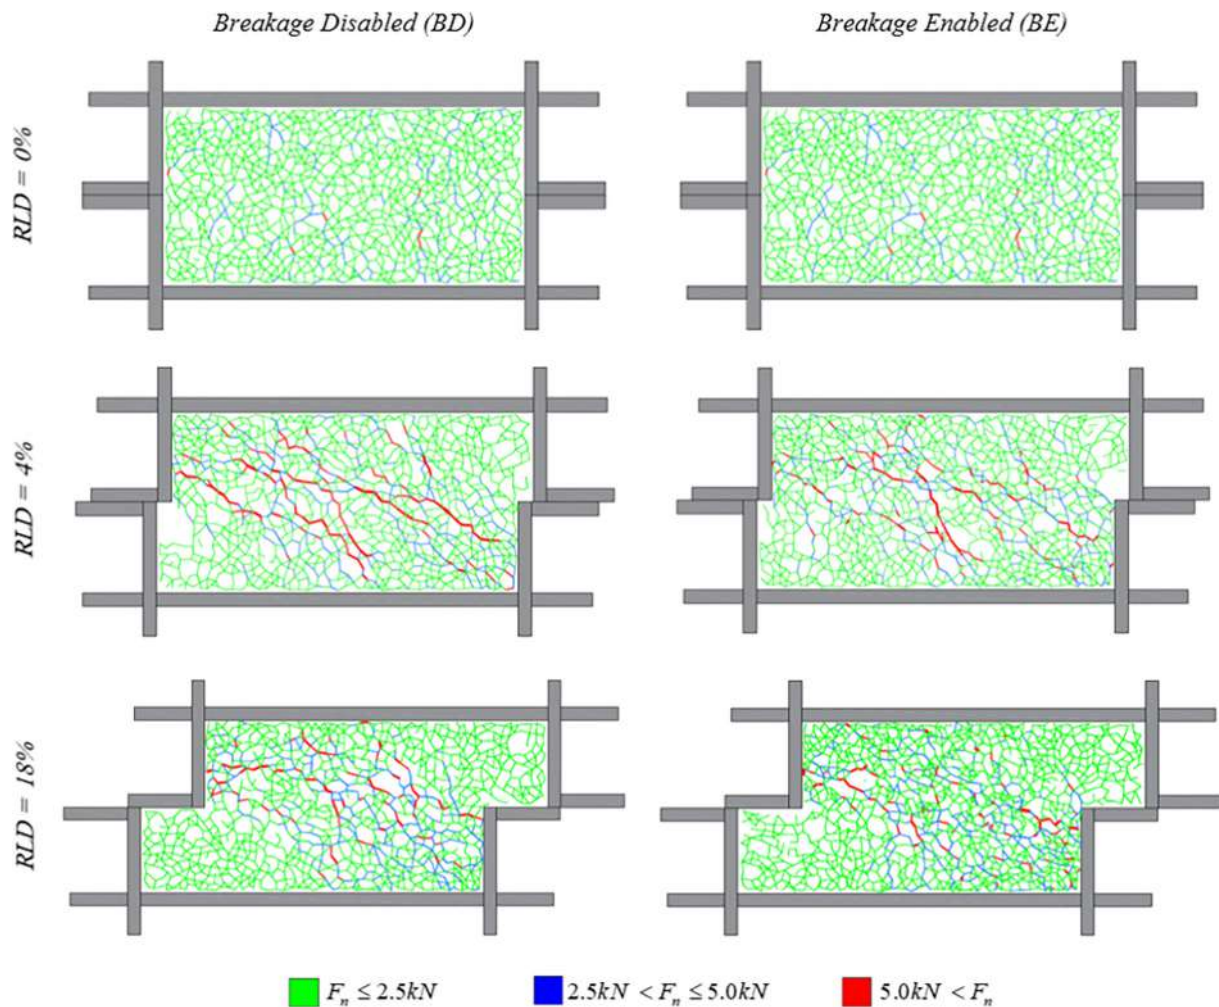 Breakage Disabled (BD) Breakage Enabled (BE)
RLD = 0%
RLD = 4%
RLD = 18%
Fₙ ≤ 2.5kN 2.5kN < Fₙ ≤ 5.0kN 5.0kN < Fₙ